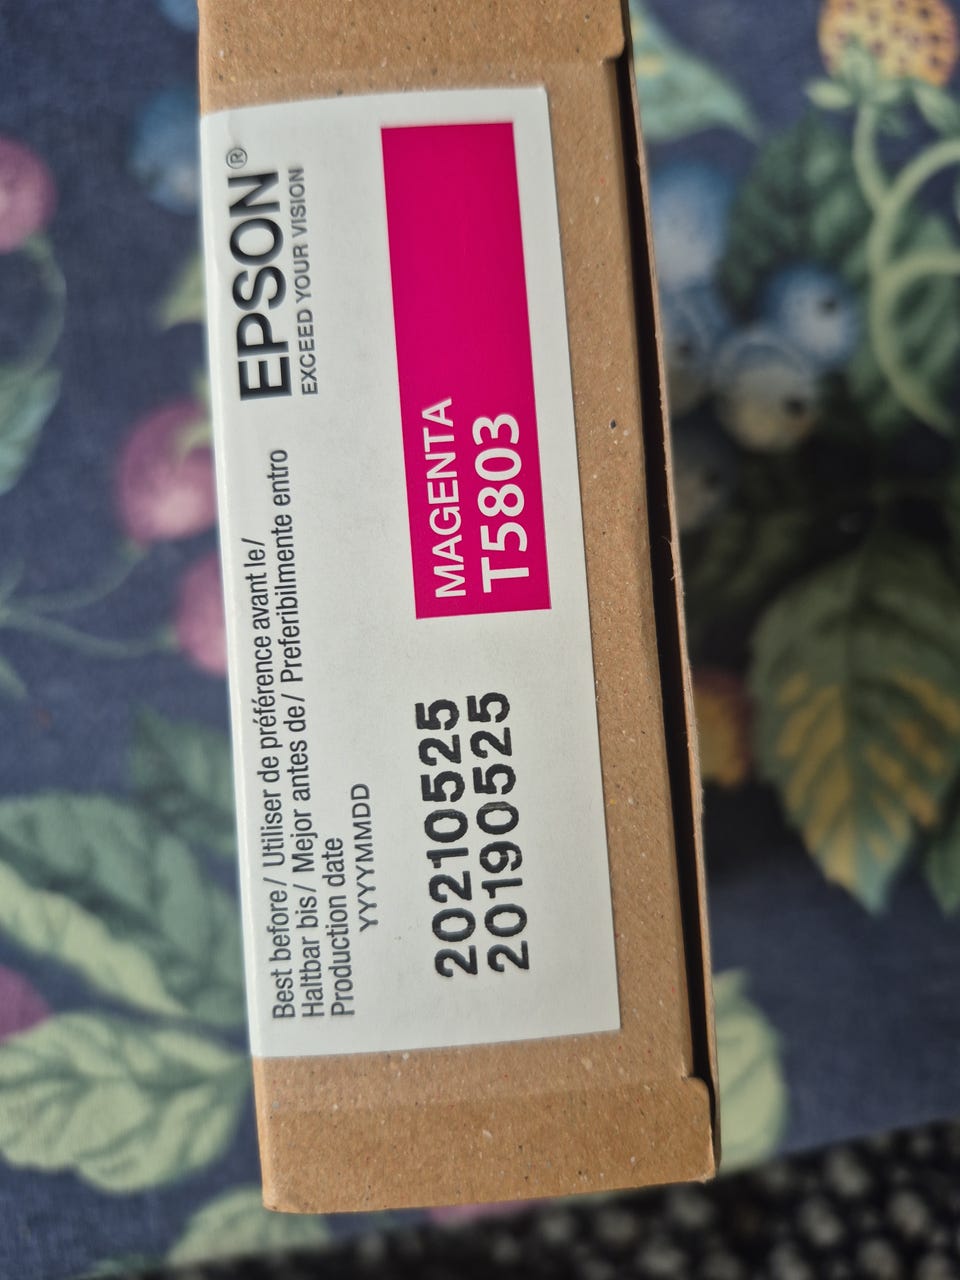 Best before/ Utiliser de préférence avant le/
Haltbar bis/ Mejor antes de/ Preferibilmente entro
Production date
YYYYMMDD
20210525
20190525
EPSON®
EXCEED YOUR VISION
MAGENTA
T5803